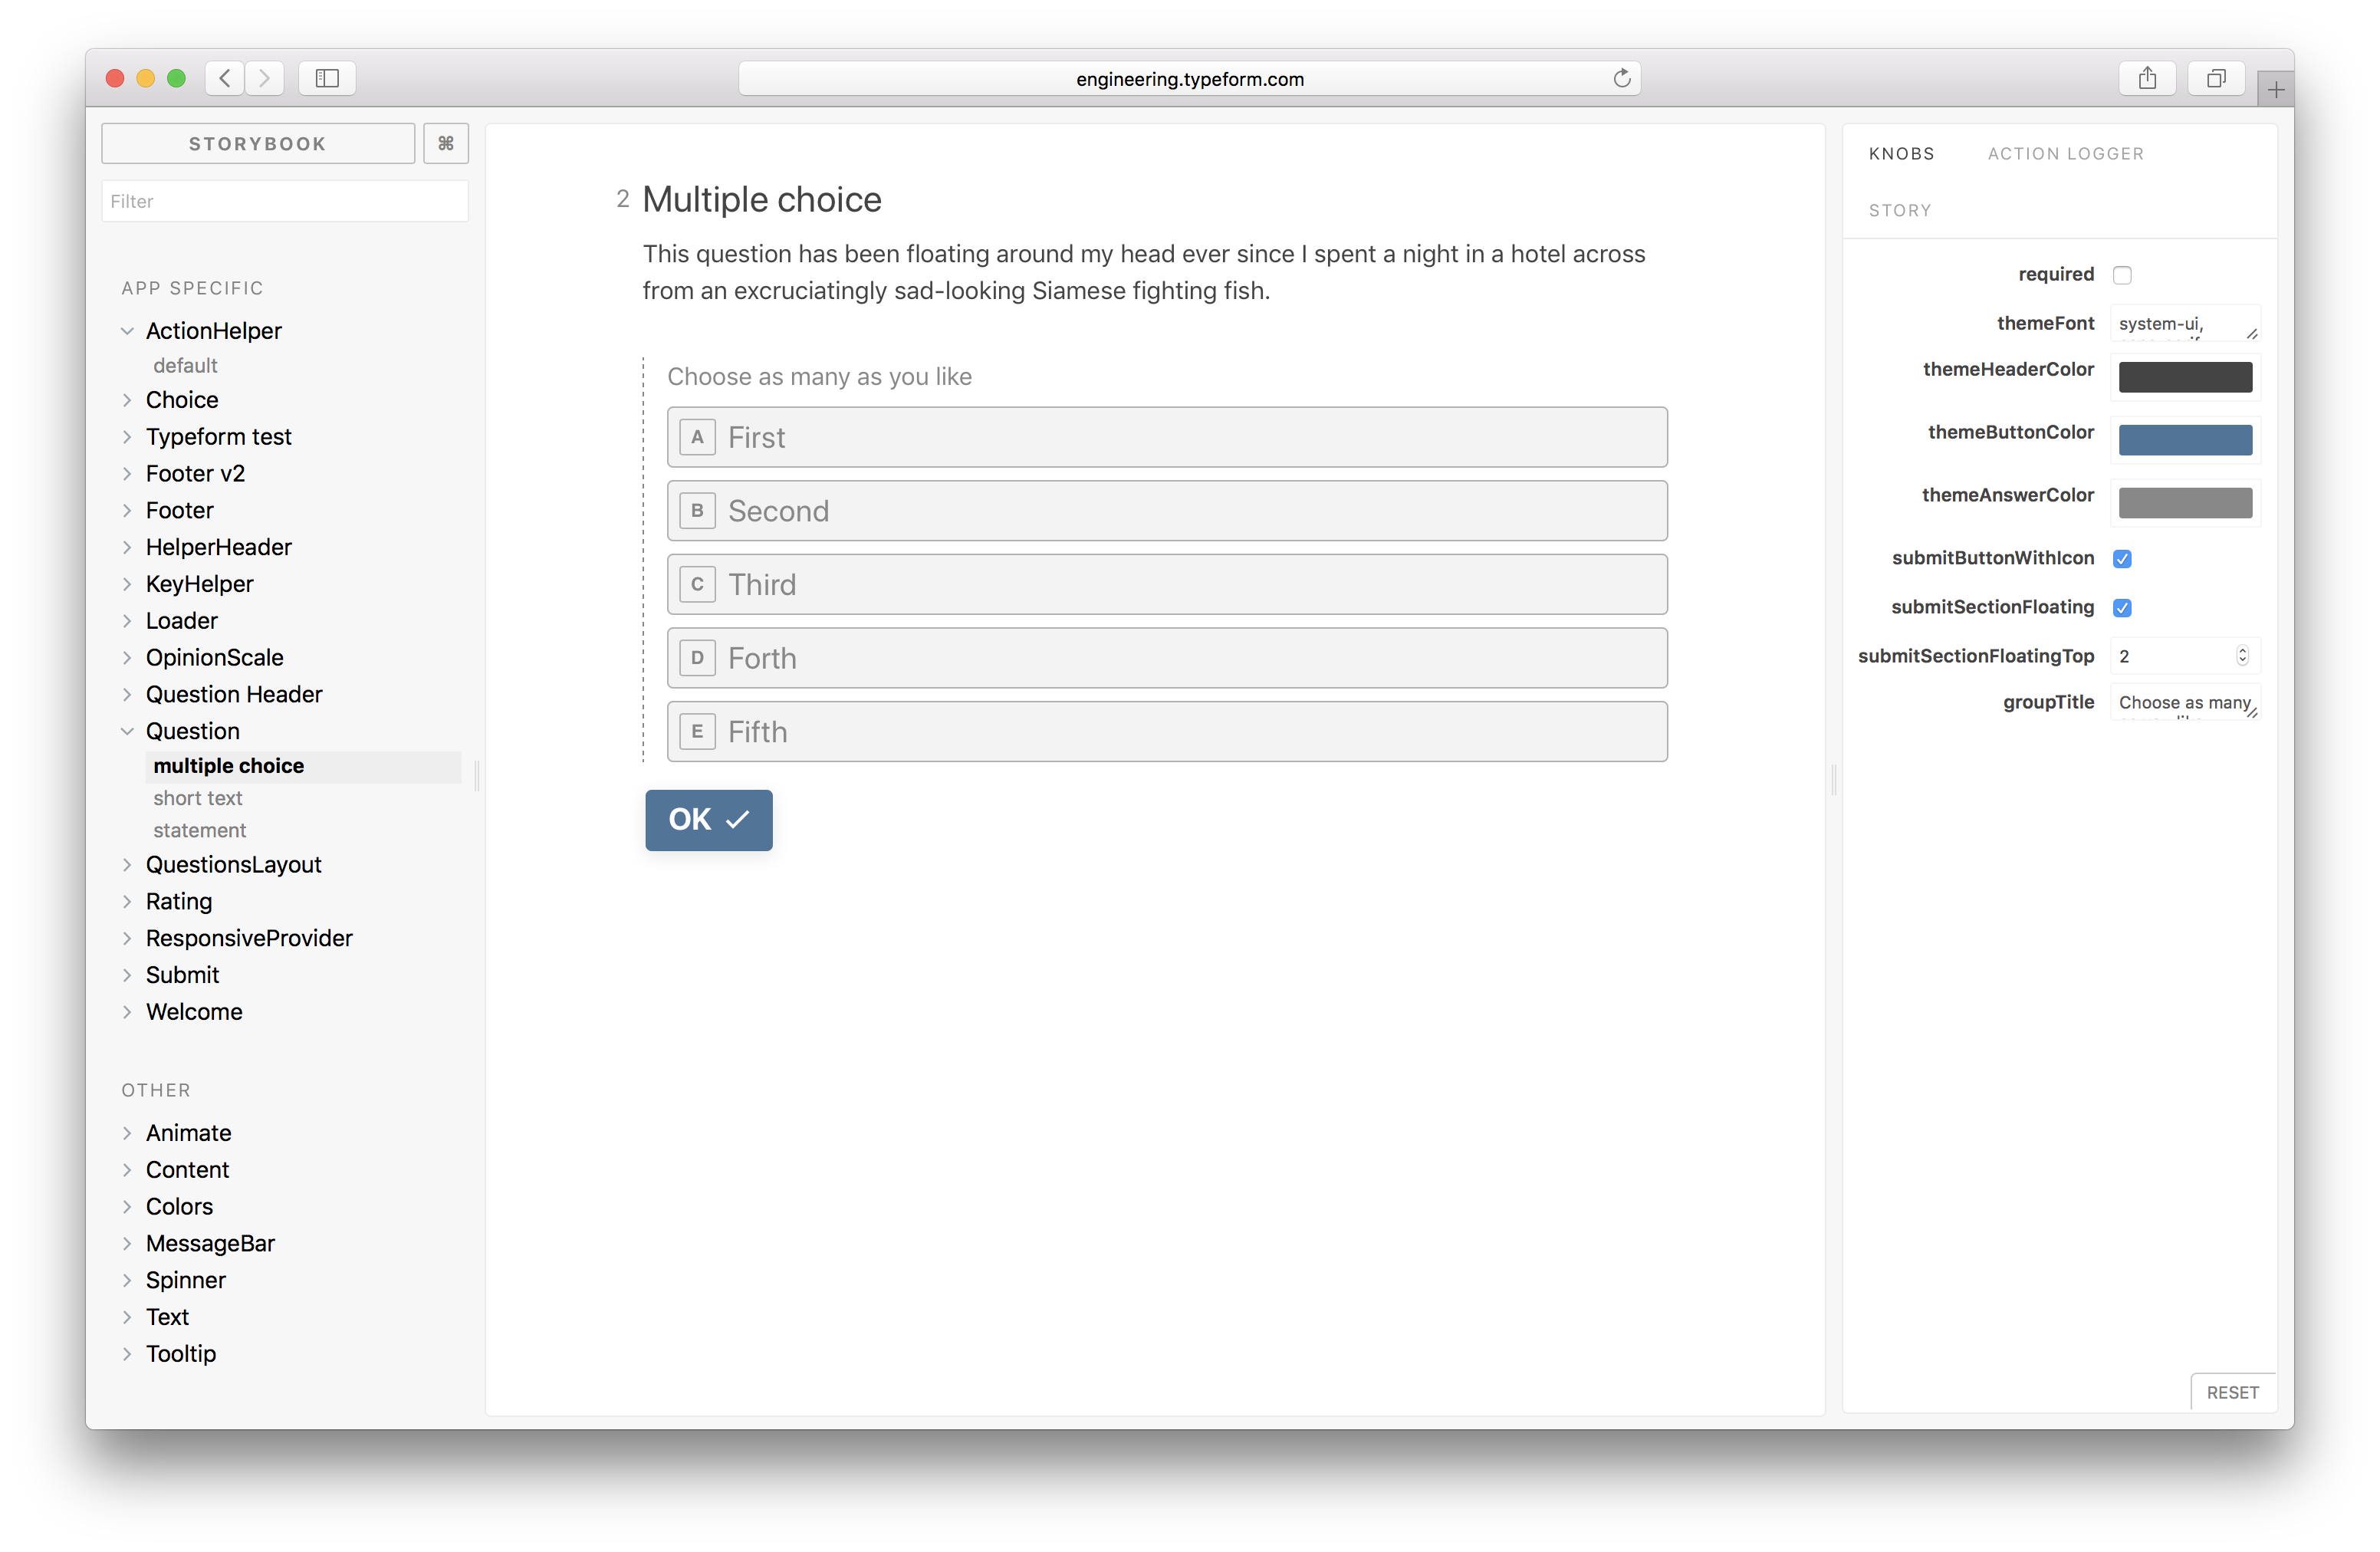 engineering.typeform.com
STORYBOOK
⌘
Filter
APP SPECIFIC
ActionHelper
default
Choice
Typeform test
Footer v2
Footer
HelperHeader
KeyHelper
Loader
OpinionScale
Question Header
Question
multiple choice
short text
statement
QuestionsLayout
Rating
ResponsiveProvider
Submit
Welcome
OTHER
Animate
Content
Colors
MessageBar
Spinner
Text
Tooltip
2 Multiple choice
This question has been floating around my head ever since I spent a night in a hotel across
from an excruciatingly sad-looking Siamese fighting fish.
Choose as many as you like
A First
B Second
C Third
D Forth
E Fifth
OK
KNOBS ACTION LOGGER
STORY
required
themeFont system-ui,
themeHeaderColor
themeButtonColor
themeAnswerColor
submitButtonWithIcon
submitSectionFloating
submitSectionFloatingTop 2
groupTitle Choose as many
RESET